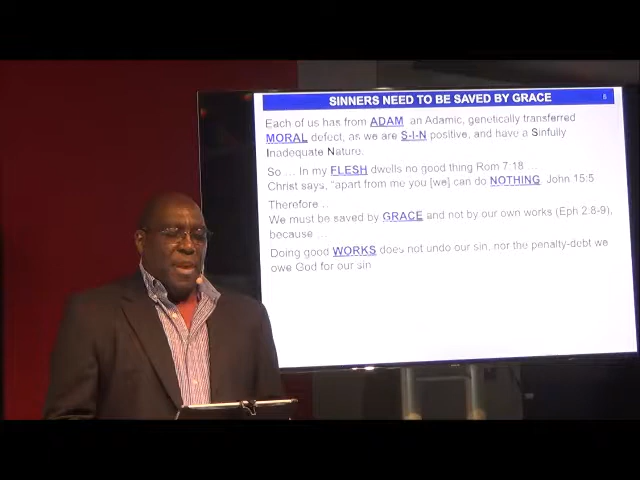 SINNERS NEED TO BE SAVED BY GRACE 8
Each of us has from ADAM an Adamic, genetically transferred
MORAL defect, as we are S-I-N positive, and have a Sinfully
Inadequate Nature.
So ... In my FLESH dwells no good thing Rom 7:18 ...
Christ says, “apart from me you [we] can do NOTHING. John 15:5
Therefore ..
We must be saved by GRACE and not by our own works (Eph 2:8-9),
because ...
Doing good WORKS does not undo our sin, nor the penalty-debt we
owe God for our sin